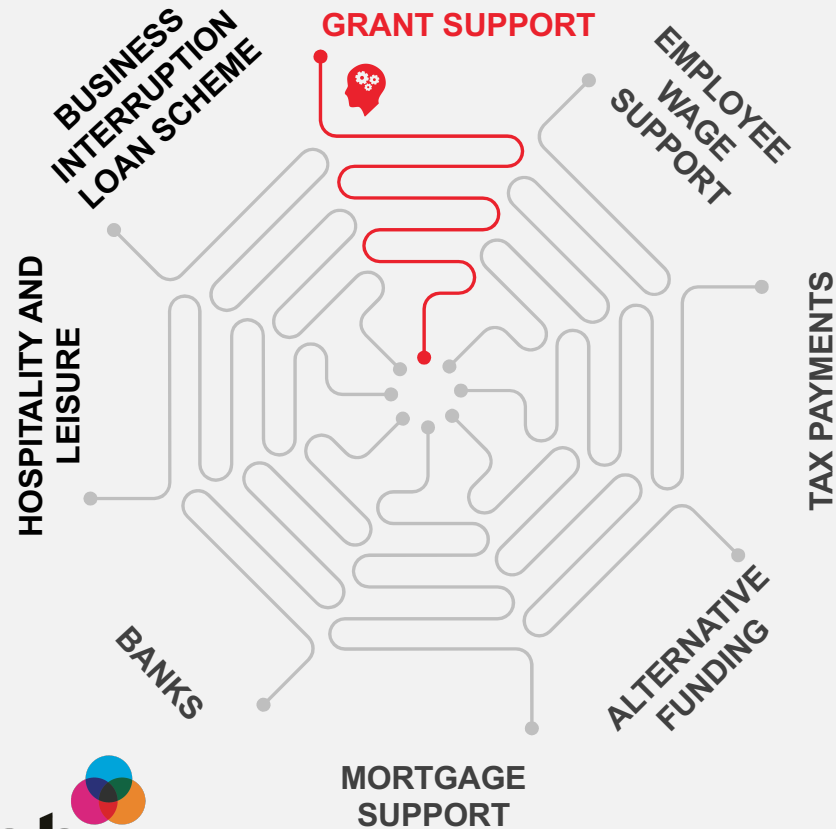 GRANT SUPPORT
BUSINESS
INTERRUPTION
LOAN SCHEME
EMPLOYEE
WAGE
SUPPORT
HOSPITALITY AND
LEISURE
TAX PAYMENTS
BANKS
ALTERNATIVE
FUNDING
MORTGAGE
SUPPORT